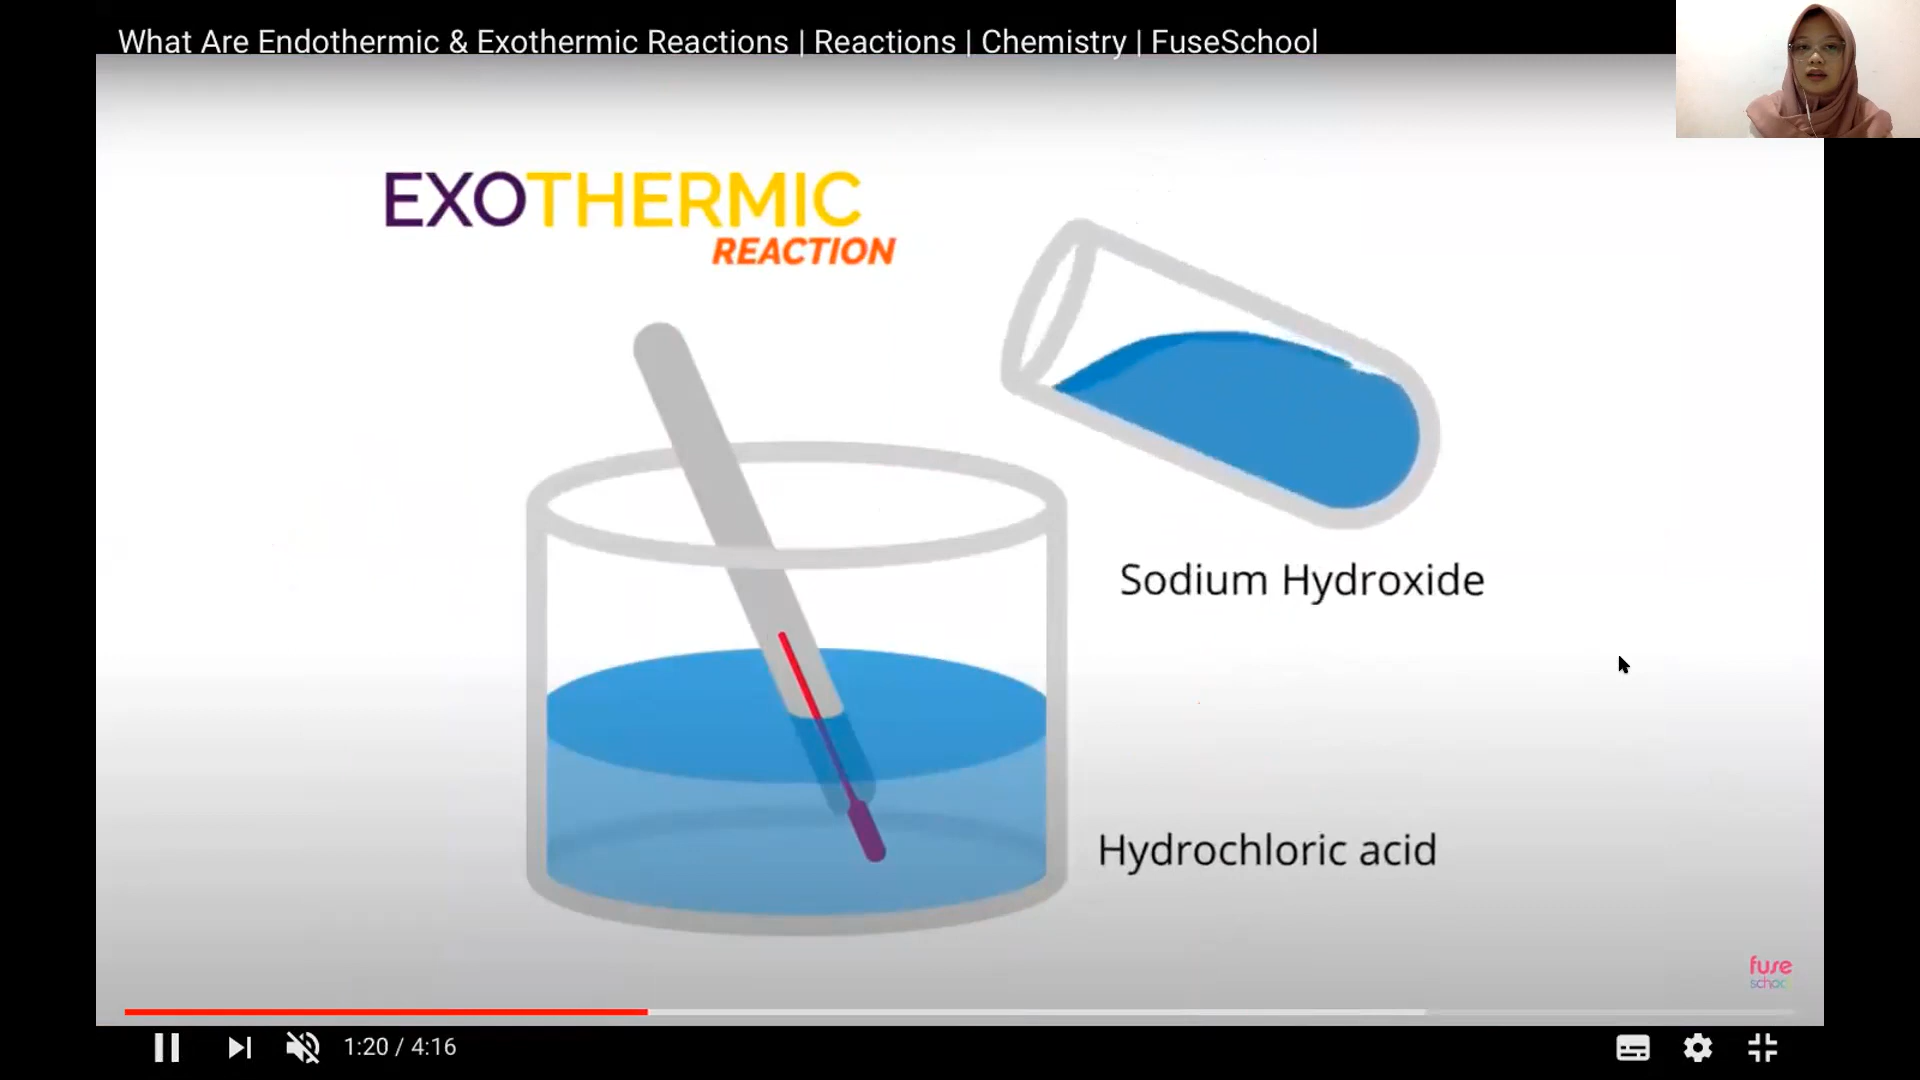 What Are Endothermic & Exothermic Reactions | Reactions | Chemistry | FuseSchool
EXOTHERMIC
REACTION
Sodium Hydroxide
Hydrochloric acid
fuse
school
1:20 / 4:16